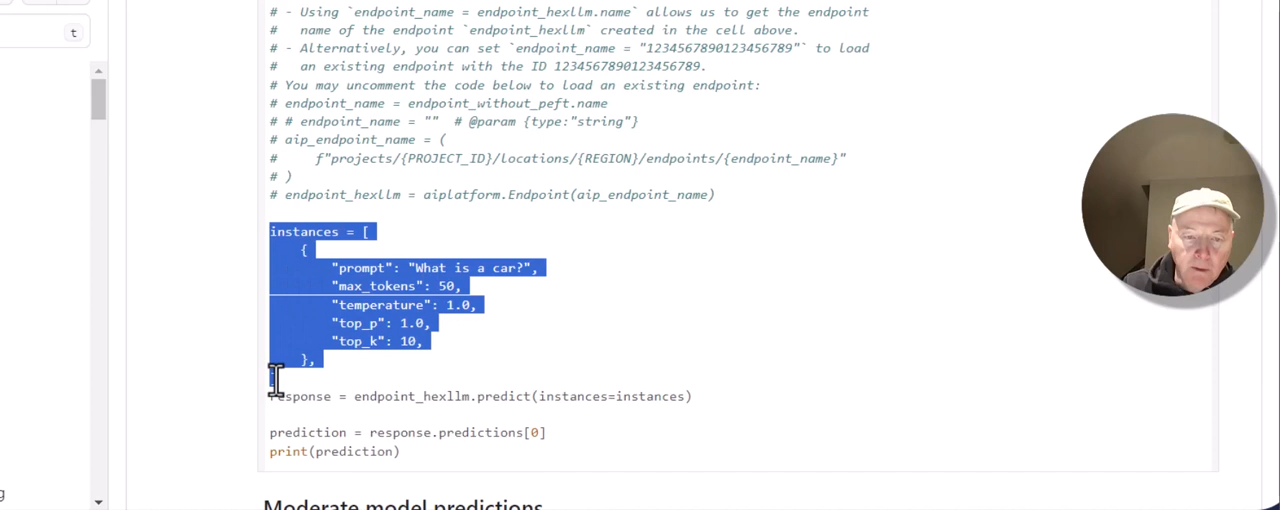 # - Using `endpoint_name = endpoint_hexllm.name` allows us to get the endpoint
t
#   name of the endpoint `endpoint_hexllm` created in the cell above.
# - Alternatively, you can set `endpoint_name = "1234567890123456789"` to load
#   an existing endpoint with the ID 1234567890123456789.
# You may uncomment the code below to load an existing endpoint:
# endpoint_name = endpoint_without_peft.name
# # endpoint_name = ""  # @param {type:"string"}
# aip_endpoint_name = (
#     f"projects/{PROJECT_ID}/locations/{REGION}/endpoints/{endpoint_name}"
# )
# endpoint_hexllm = aiplatform.Endpoint(aip_endpoint_name)
instances = [
    {
        "prompt": "What is a car?",
        "max_tokens": 50,
        "temperature": 1.0,
        "top_p": 1.0,
        "top_k": 10,
    },
response = endpoint_hexllm.predict(instances=instances)
prediction = response.predictions[0]
print(prediction)
Moderate model predictions